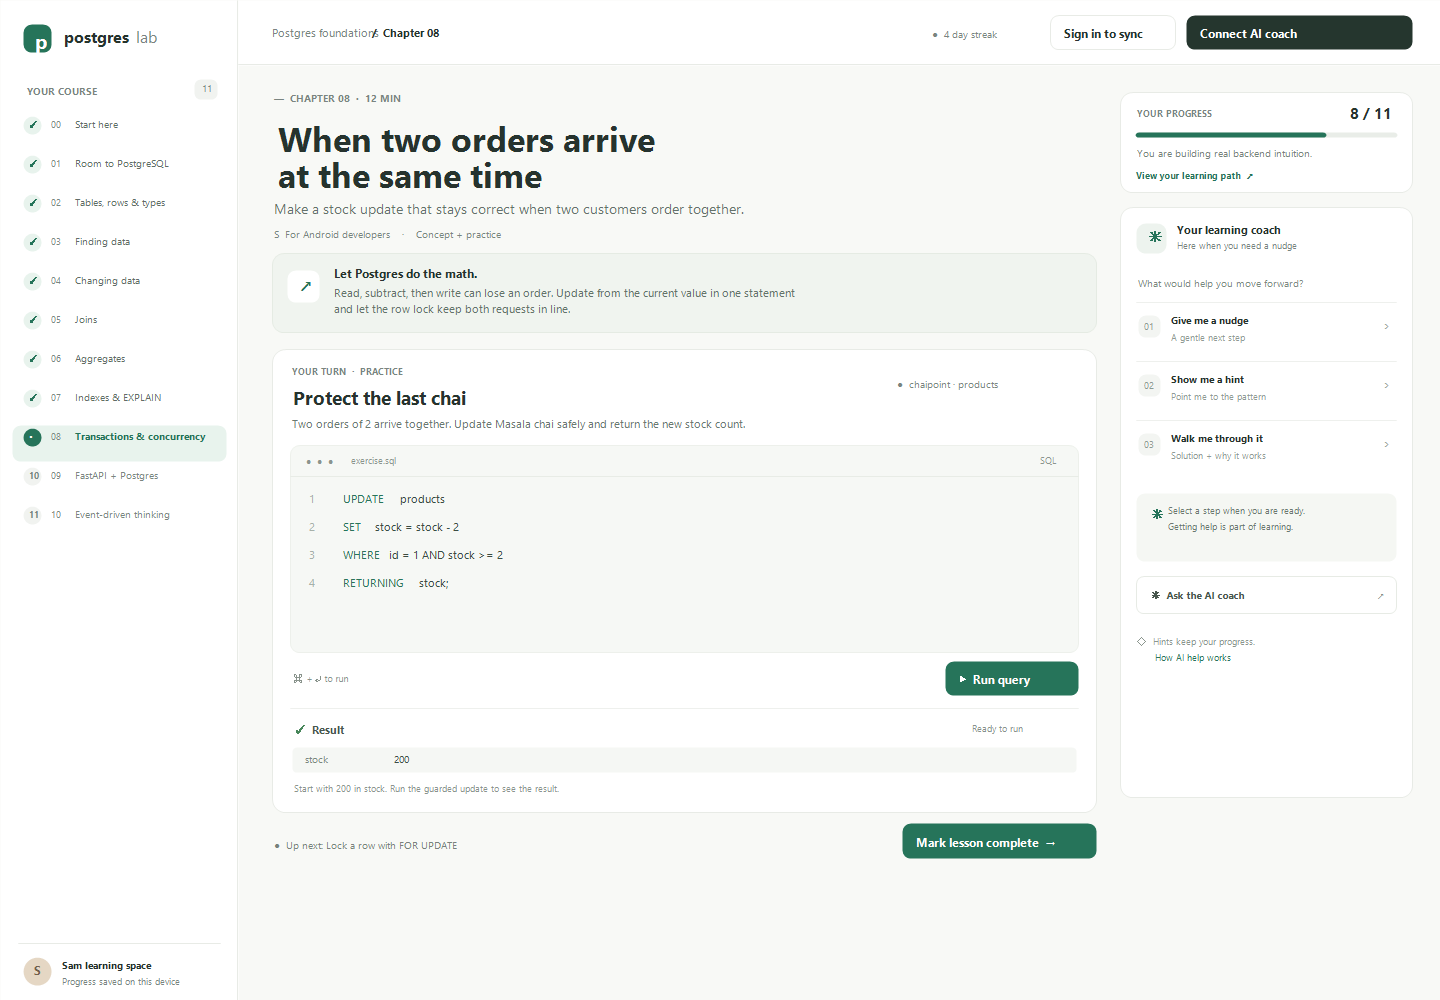 postgres lab
YOUR COURSE 11
✓ 00 Start here
✓ 01 Room to PostgreSQL
✓ 02 Tables, rows & types
✓ 03 Finding data
✓ 04 Changing data
✓ 05 Joins
✓ 06 Aggregates
✓ 07 Indexes & EXPLAIN
08 Transactions & concurrency
10 09 FastAPI + Postgres
11 10 Event-driven thinking
S
Sam learning space
Progress saved on this device
Postgres foundations / Chapter 08
• 4 day streak
Sign in to sync
Connect AI coach
— CHAPTER 08 · 12 MIN
When two orders arrive
at the same time
Make a stock update that stays correct when two customers order together.
S For Android developers · Concept + practice
↗
Let Postgres do the math.
Read, subtract, then write can lose an order. Update from the current value in one statement
and let the row lock keep both requests in line.
YOUR TURN · PRACTICE
• chaipoint · products
Protect the last chai
Two orders of 2 arrive together. Update Masala chai safely and return the new stock count.
exercise.sql SQL
1 UPDATE products
2 SET stock = stock - 2
3 WHERE id = 1 AND stock >= 2
4 RETURNING stock;
⌘ + ↵ to run
▶ Run query
✓ Result Ready to run
stock 200
Start with 200 in stock. Run the guarded update to see the result.
• Up next: Lock a row with FOR UPDATE
Mark lesson complete →
YOUR PROGRESS 8 / 11
You are building real backend intuition.
View your learning path ↗
Your learning coach
Here when you need a nudge
What would help you move forward?
01 Give me a nudge ›
A gentle next step
02 Show me a hint ›
Point me to the pattern
03 Walk me through it ›
Solution + why it works
Select a step when you are ready.
Getting help is part of learning.
Ask the AI coach ↗
◇ Hints keep your progress.
How AI help works